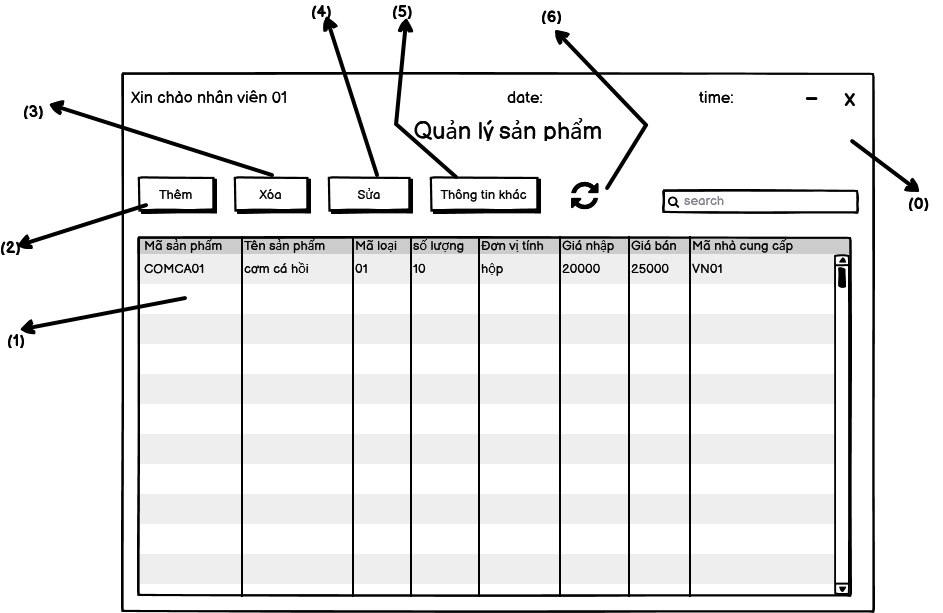 (4) (5) (6)
Xin chào nhân viên 01 date: time: – X
(3)
Quản lý sản phẩm
Thêm Xóa Sửa Thông tin khác search
(0)
(2)
Mã sản phẩm Tên sản phẩm Mã loại số lượng Đơn vị tính Giá nhập Giá bán Mã nhà cung cấp
COMCA01 cơm cá hồi 01 10 hộp 20000 25000 VN01
(1)